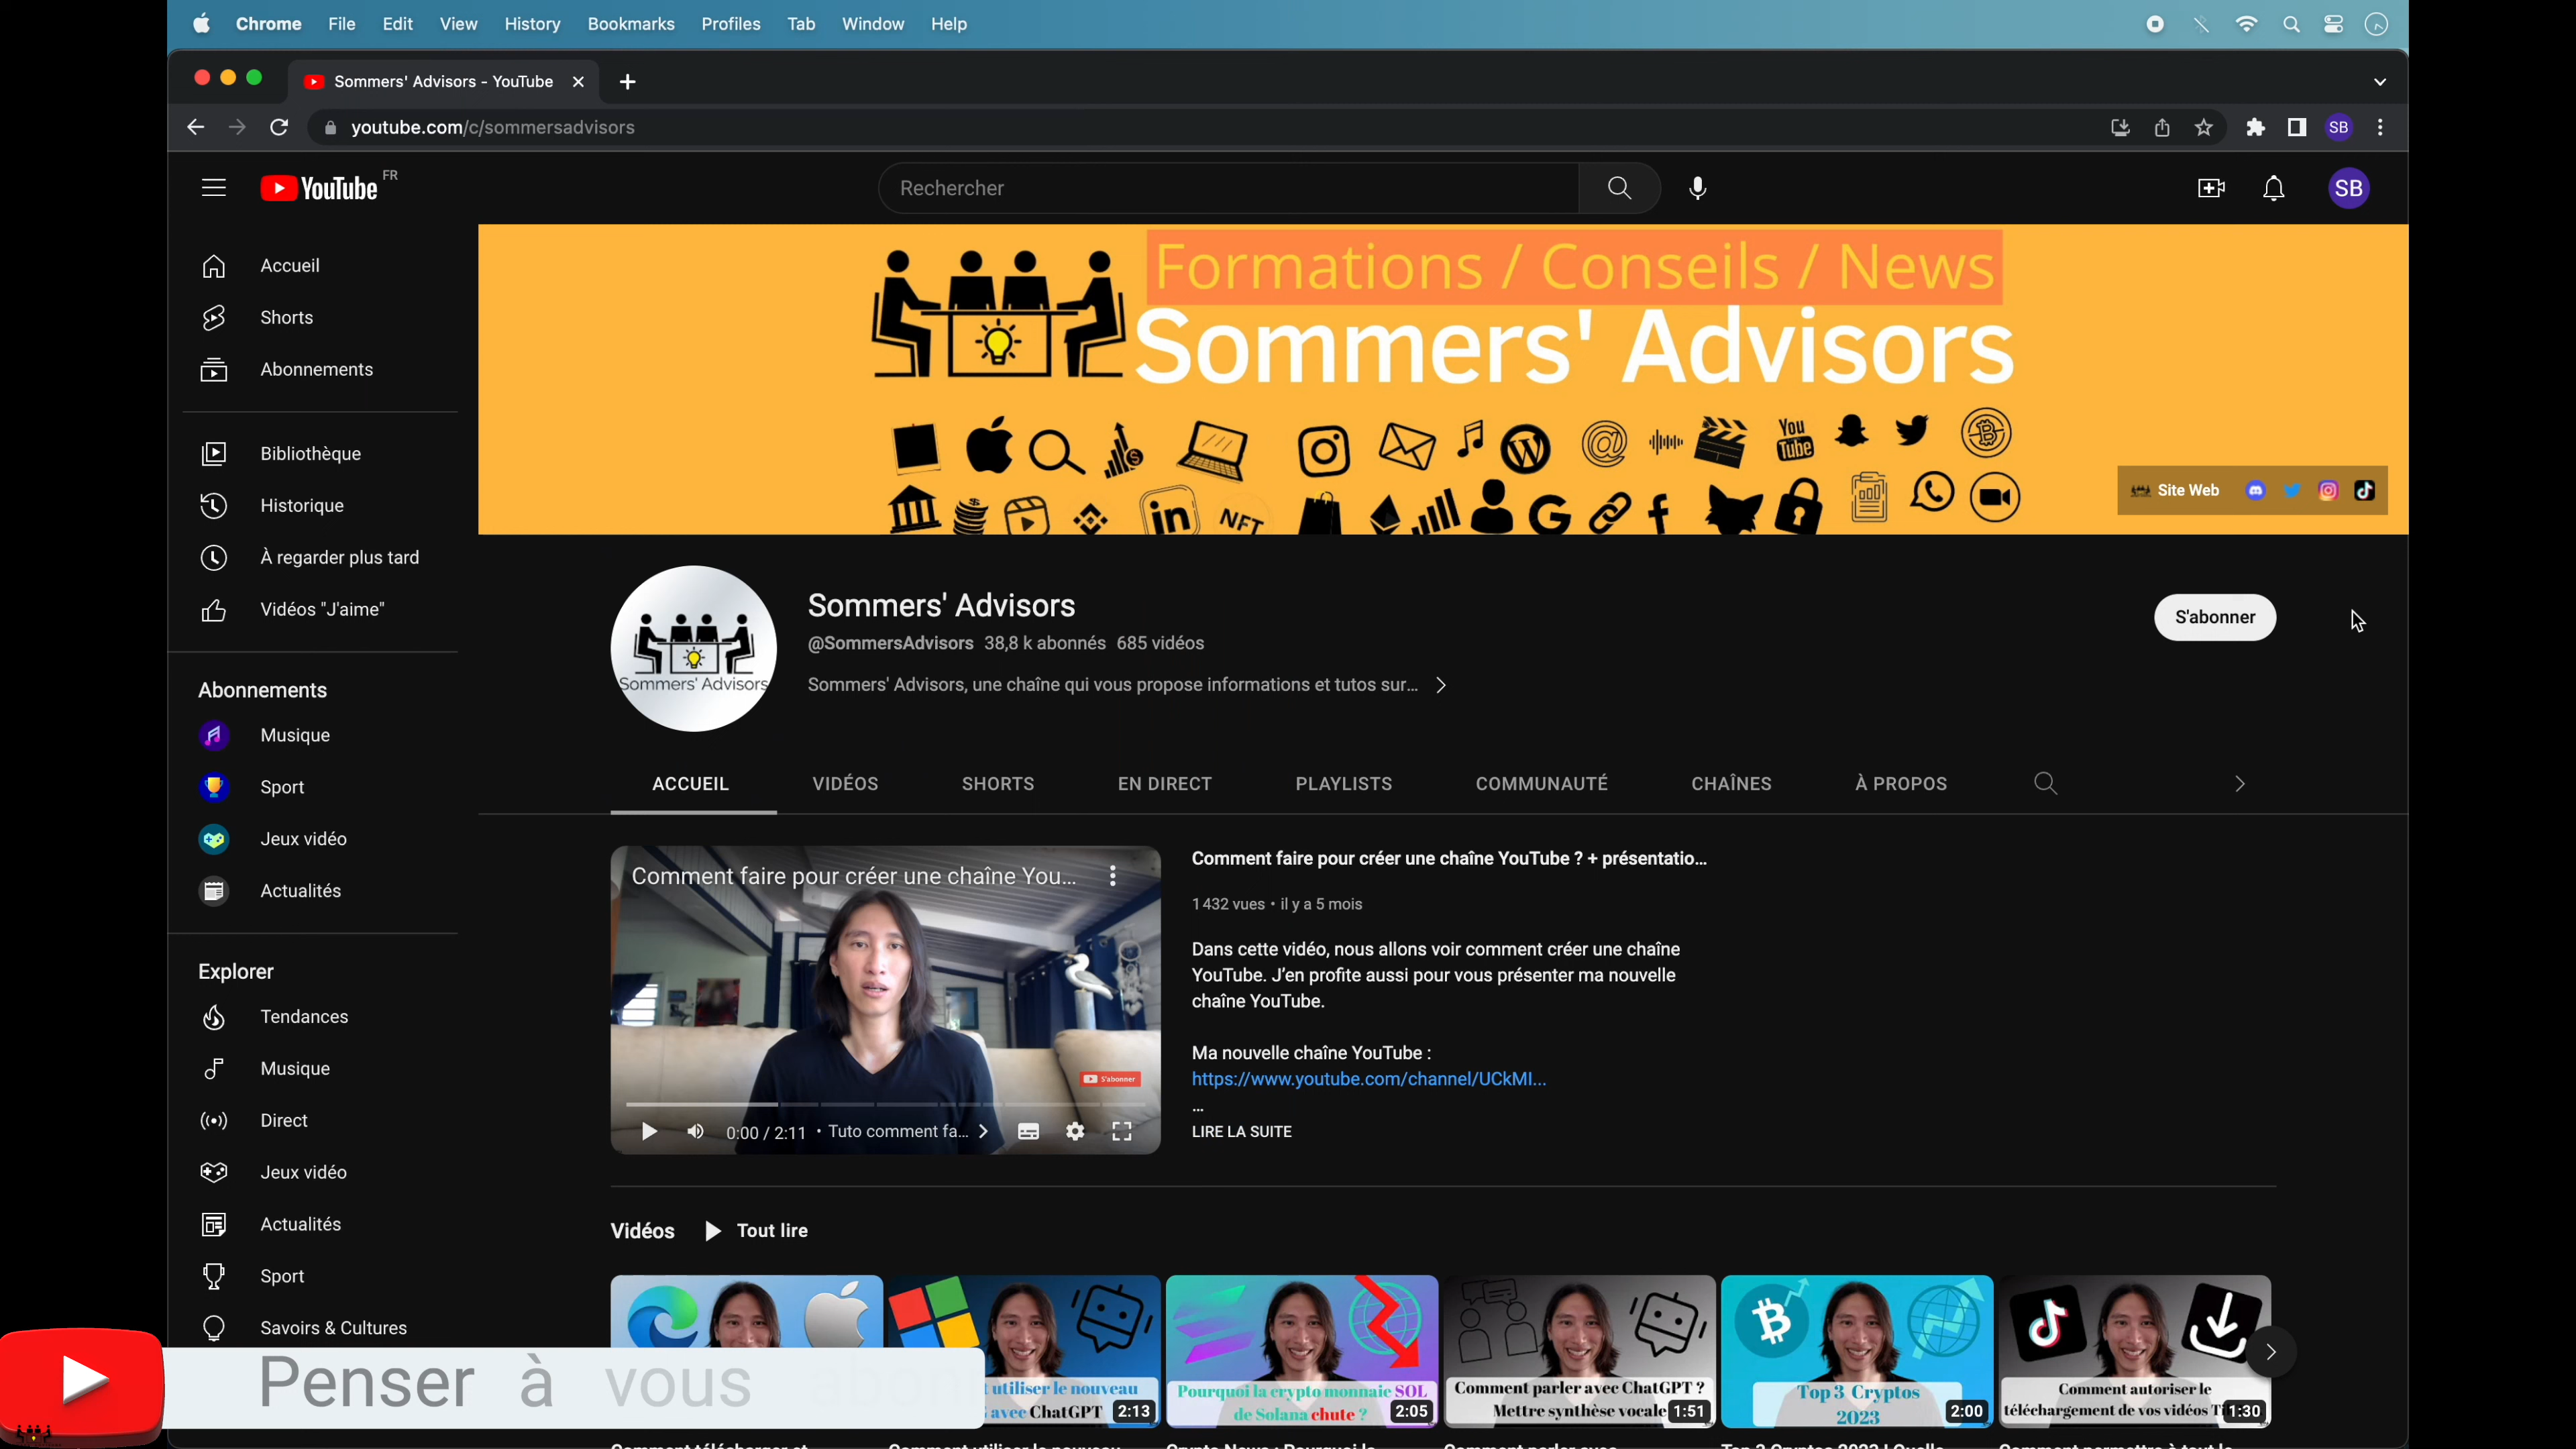 Chrome File Edit View History Bookmarks Profiles Tab Window Help
Sommers' Advisors - YouTube
youtube.com/c/sommersadvisors
SB
YouTube FR
Rechercher
SB
Accueil
Shorts
Abonnements
Bibliothèque
Historique
À regarder plus tard
Vidéos "J'aime"
Abonnements
Musique
Sport
Jeux vidéo
Actualités
Explorer
Tendances
Musique
Direct
Jeux vidéo
Actualités
Sport
Savoirs & Cultures
Formations / Conseils / News
Sommers' Advisors
You
Tube
in
NFT
Site Web
Sommers' Advisors
Sommers' Advisors
@SommersAdvisors 38,8 k abonnés 685 vidéos
Sommers' Advisors, une chaîne qui vous propose informations et tutos sur...
S'abonner
ACCUEIL VIDÉOS SHORTS EN DIRECT PLAYLISTS COMMUNAUTÉ CHAÎNES À PROPOS
Comment faire pour créer une chaîne You...
S'abonner
0:00 / 2:11 • Tuto comment fa...
Comment faire pour créer une chaîne YouTube ? + présentatio...
1 432 vues • il y a 5 mois
Dans cette vidéo, nous allons voir comment créer une chaîne
YouTube. J'en profite aussi pour vous présenter ma nouvelle
chaîne YouTube.
Ma nouvelle chaîne YouTube :
https://www.youtube.com/channel/UCkMI...
...
LIRE LA SUITE
Vidéos Tout lire
utiliser le nouveau
avec ChatGPT 2:13
Pourquoi la crypto monnaie SOL
de Solana chute ? 2:05
Comment parler avec ChatGPT ?
Mettre synthèse vocale 1:51
Top 3 Cryptos
2023 2:00
Comment autoriser le
téléchargement de vos vidéos 1:30
Penser à vous